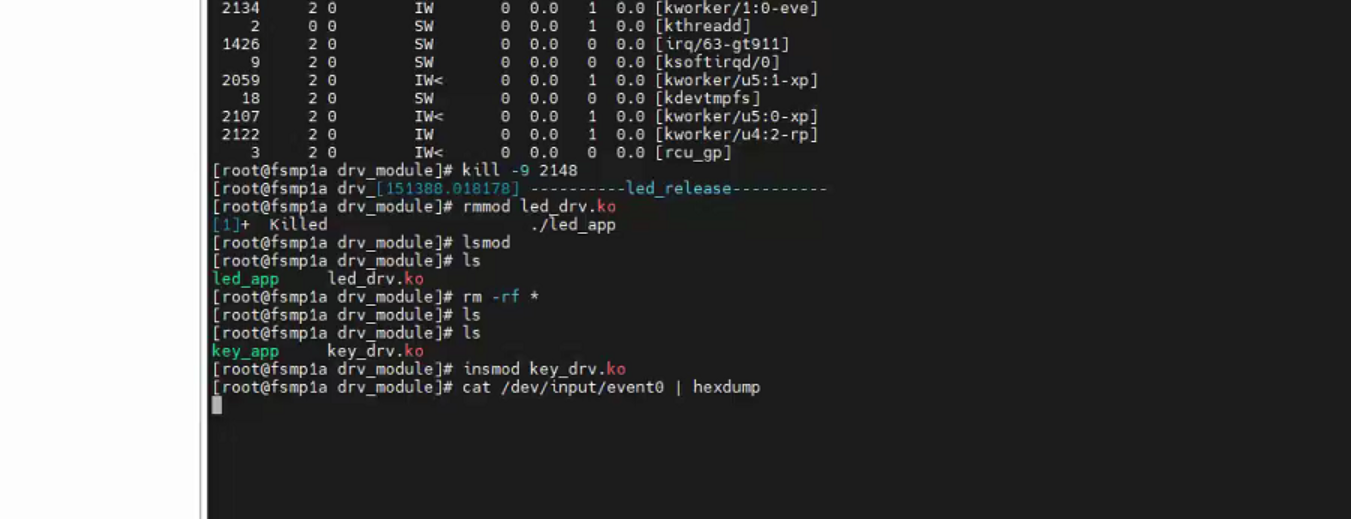 2134 2 0 IW 0 0.0 1 0.0 [kworker/1:0-eve]
2 0 0 SW 0 0.0 1 0.0 [kthreadd]
1426 2 0 SW 0 0.0 0 0.0 [irq/63-gt911]
9 2 0 SW 0 0.0 0 0.0 [ksoftirqd/0]
2059 2 0 IW< 0 0.0 1 0.0 [kworker/u5:1-xp]
18 2 0 SW 0 0.0 0 0.0 [kdevtmpfs]
2107 2 0 IW< 0 0.0 1 0.0 [kworker/u5:0-xp]
2122 2 0 IW 0 0.0 1 0.0 [kworker/u4:2-rp]
3 2 0 IW< 0 0.0 0 0.0 [rcu_gp]
[root@fsmp1a drv_module]# kill -9 2148
[root@fsmp1a drv_[151388.018178] ----------led_release----------
[root@fsmp1a drv_module]# rmmod led_drv.ko
[1]+ Killed ./led_app
[root@fsmp1a drv_module]# lsmod
[root@fsmp1a drv_module]# ls
led_app led_drv.ko
[root@fsmp1a drv_module]# rm -rf *
[root@fsmp1a drv_module]# ls
[root@fsmp1a drv_module]# ls
key_app key_drv.ko
[root@fsmp1a drv_module]# insmod key_drv.ko
[root@fsmp1a drv_module]# cat /dev/input/event0 | hexdump